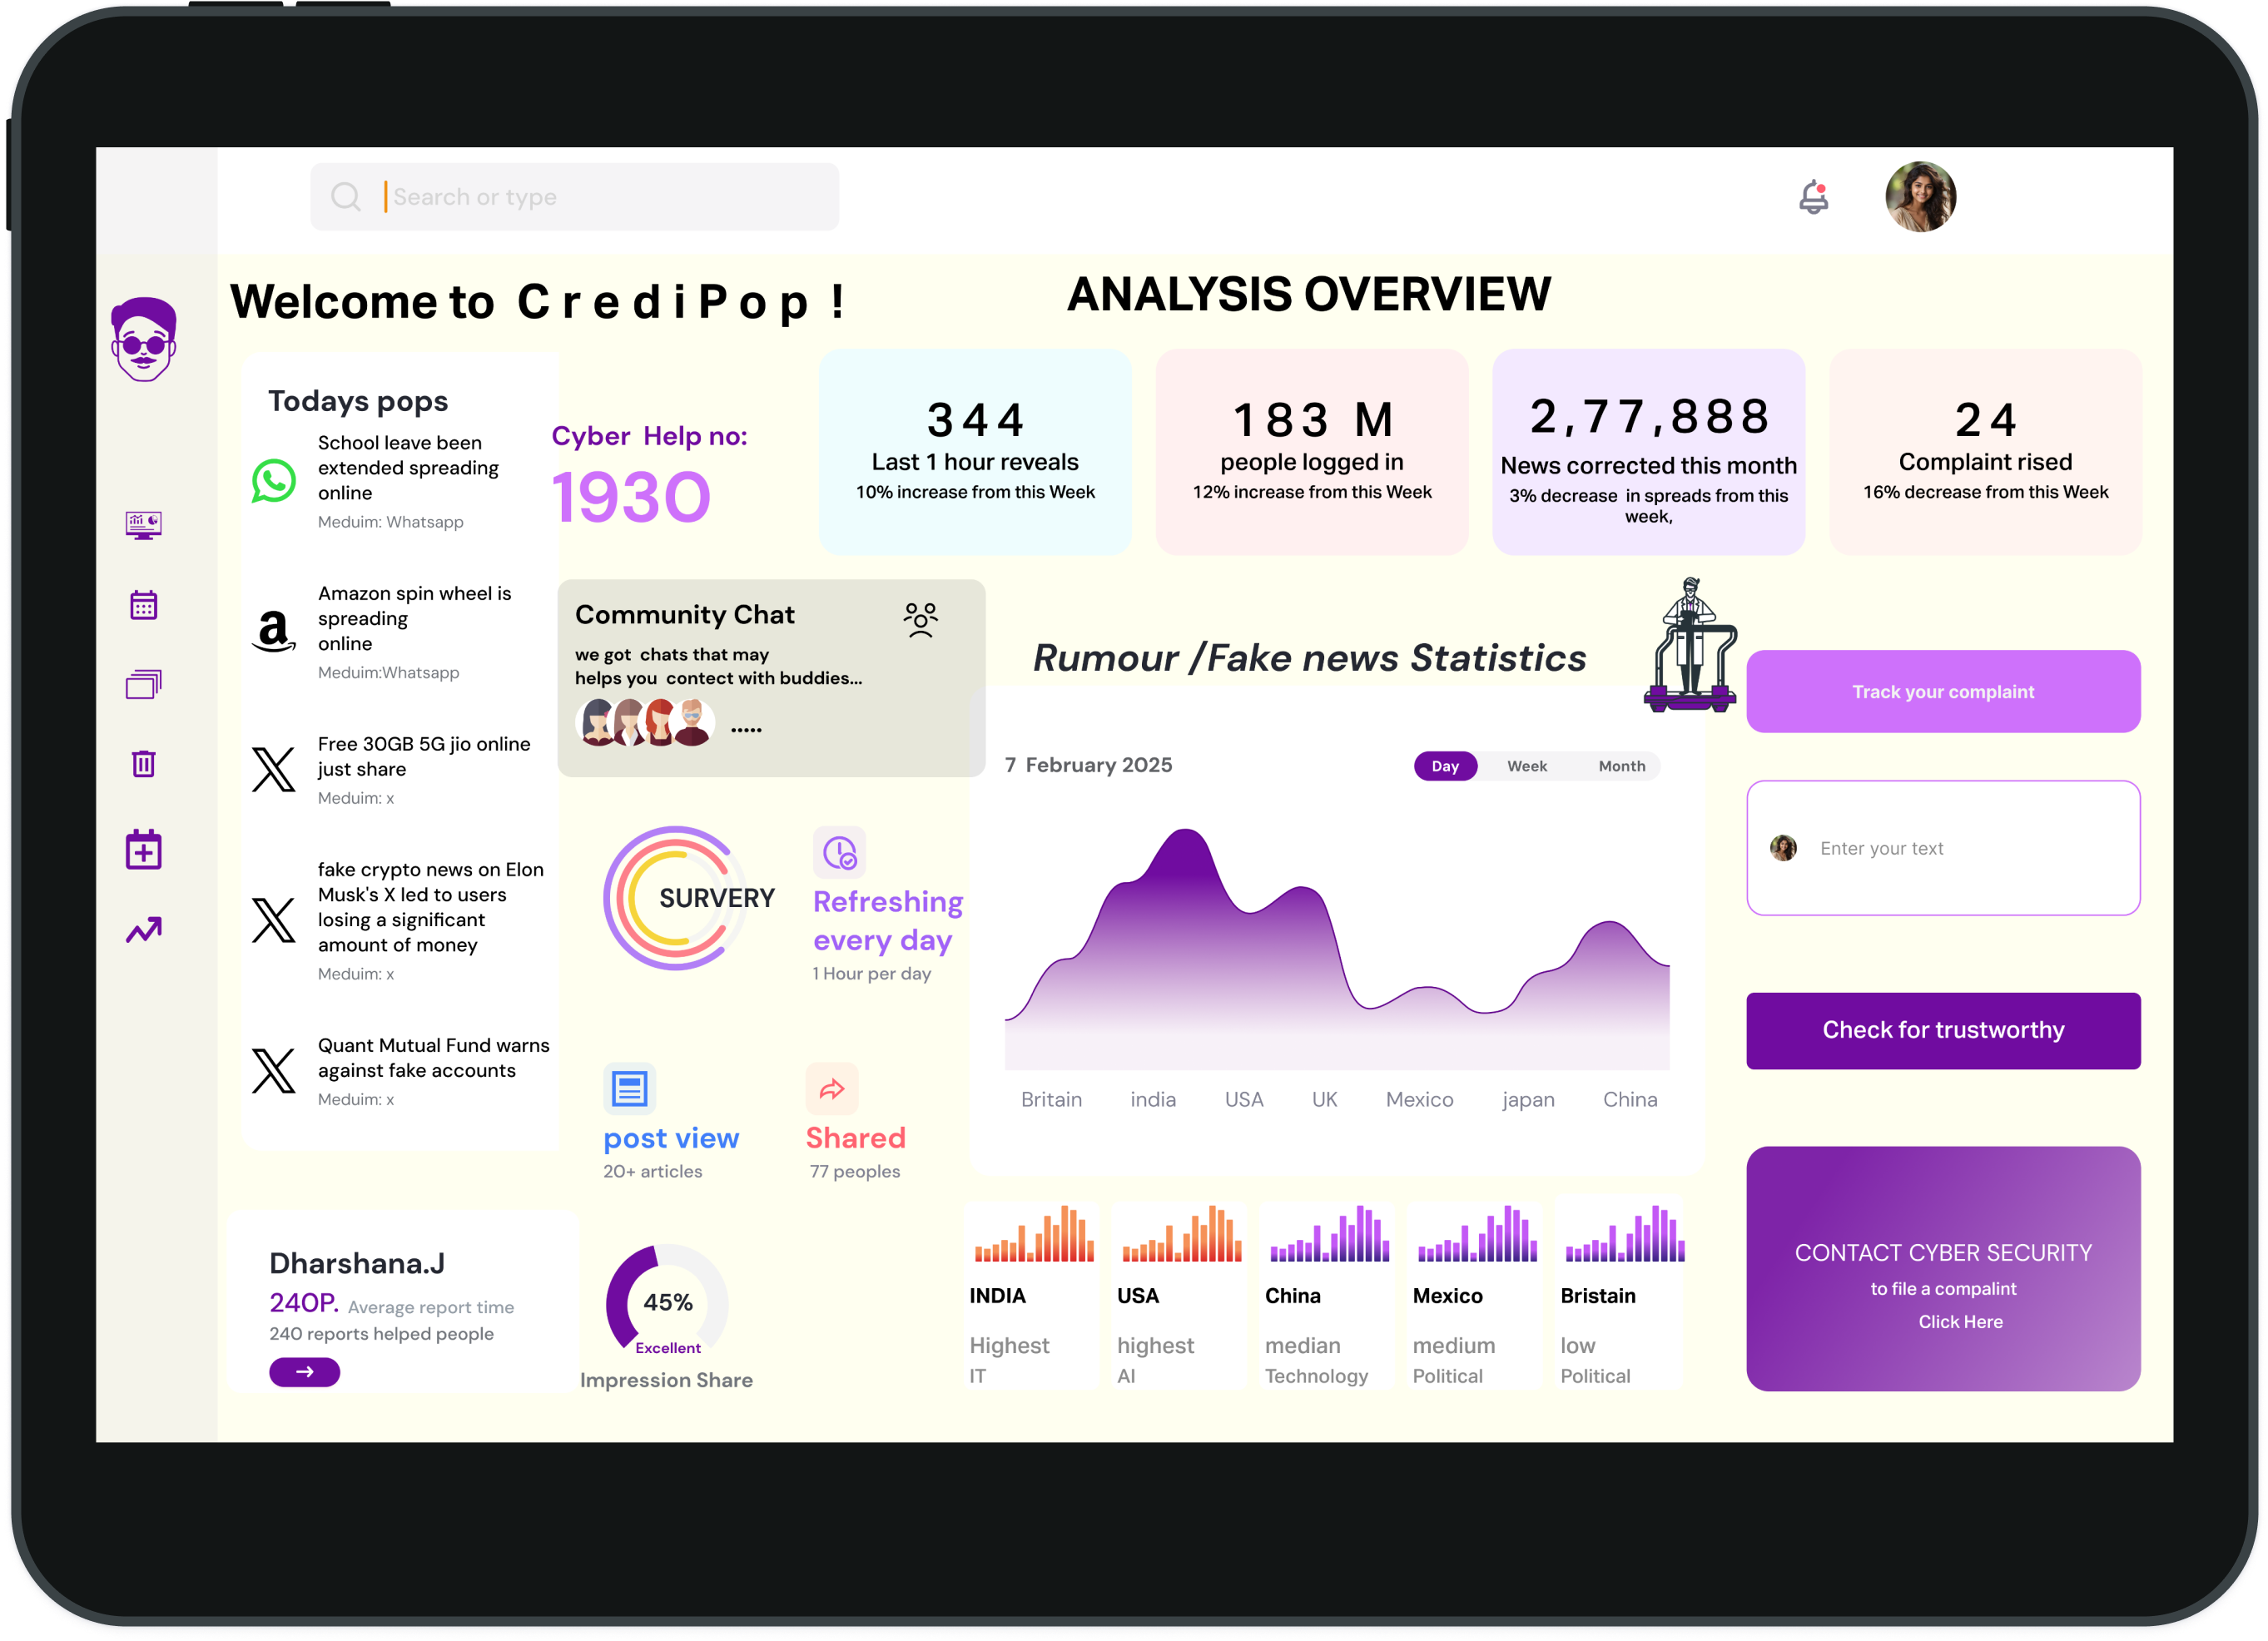 Search or type
Welcome to CrediPop !
ANALYSIS OVERVIEW
Todays pops
School leave been
extended spreading
online
Meduim: Whatsapp
Amazon spin wheel is
spreading
online
Meduim:Whatsapp
Free 30GB 5G jio online
just share
Meduim: x
fake crypto news on Elon
Musk's X led to users
losing a significant
amount of money
Meduim: x
Quant Mutual Fund warns
against fake accounts
Meduim: x
Cyber Help no:
1930
344
Last 1 hour reveals
10% increase from this Week
183 M
people logged in
12% increase from this Week
2,77,888
News corrected this month
3% decrease in spreads from this
week,
24
Complaint rised
16% decrease from this Week
Community Chat
we got chats that may
helps you contect with buddies...
.....
Rumour /Fake news Statistics
7 February 2025
Day Week Month
Britain india USA UK Mexico japan China
SURVERY
Refreshing
every day
1 Hour per day
post view
20+ articles
Shared
77 peoples
Track your complaint
Enter your text
Check for trustworthy
CONTACT CYBER SECURITY
to file a compalint
Click Here
Dharshana.J
240P. Average report time
240 reports helped people
45%
Excellent
Impression Share
INDIA
Highest
IT
USA
highest
AI
China
median
Technology
Mexico
medium
Political
Bristain
low
Political